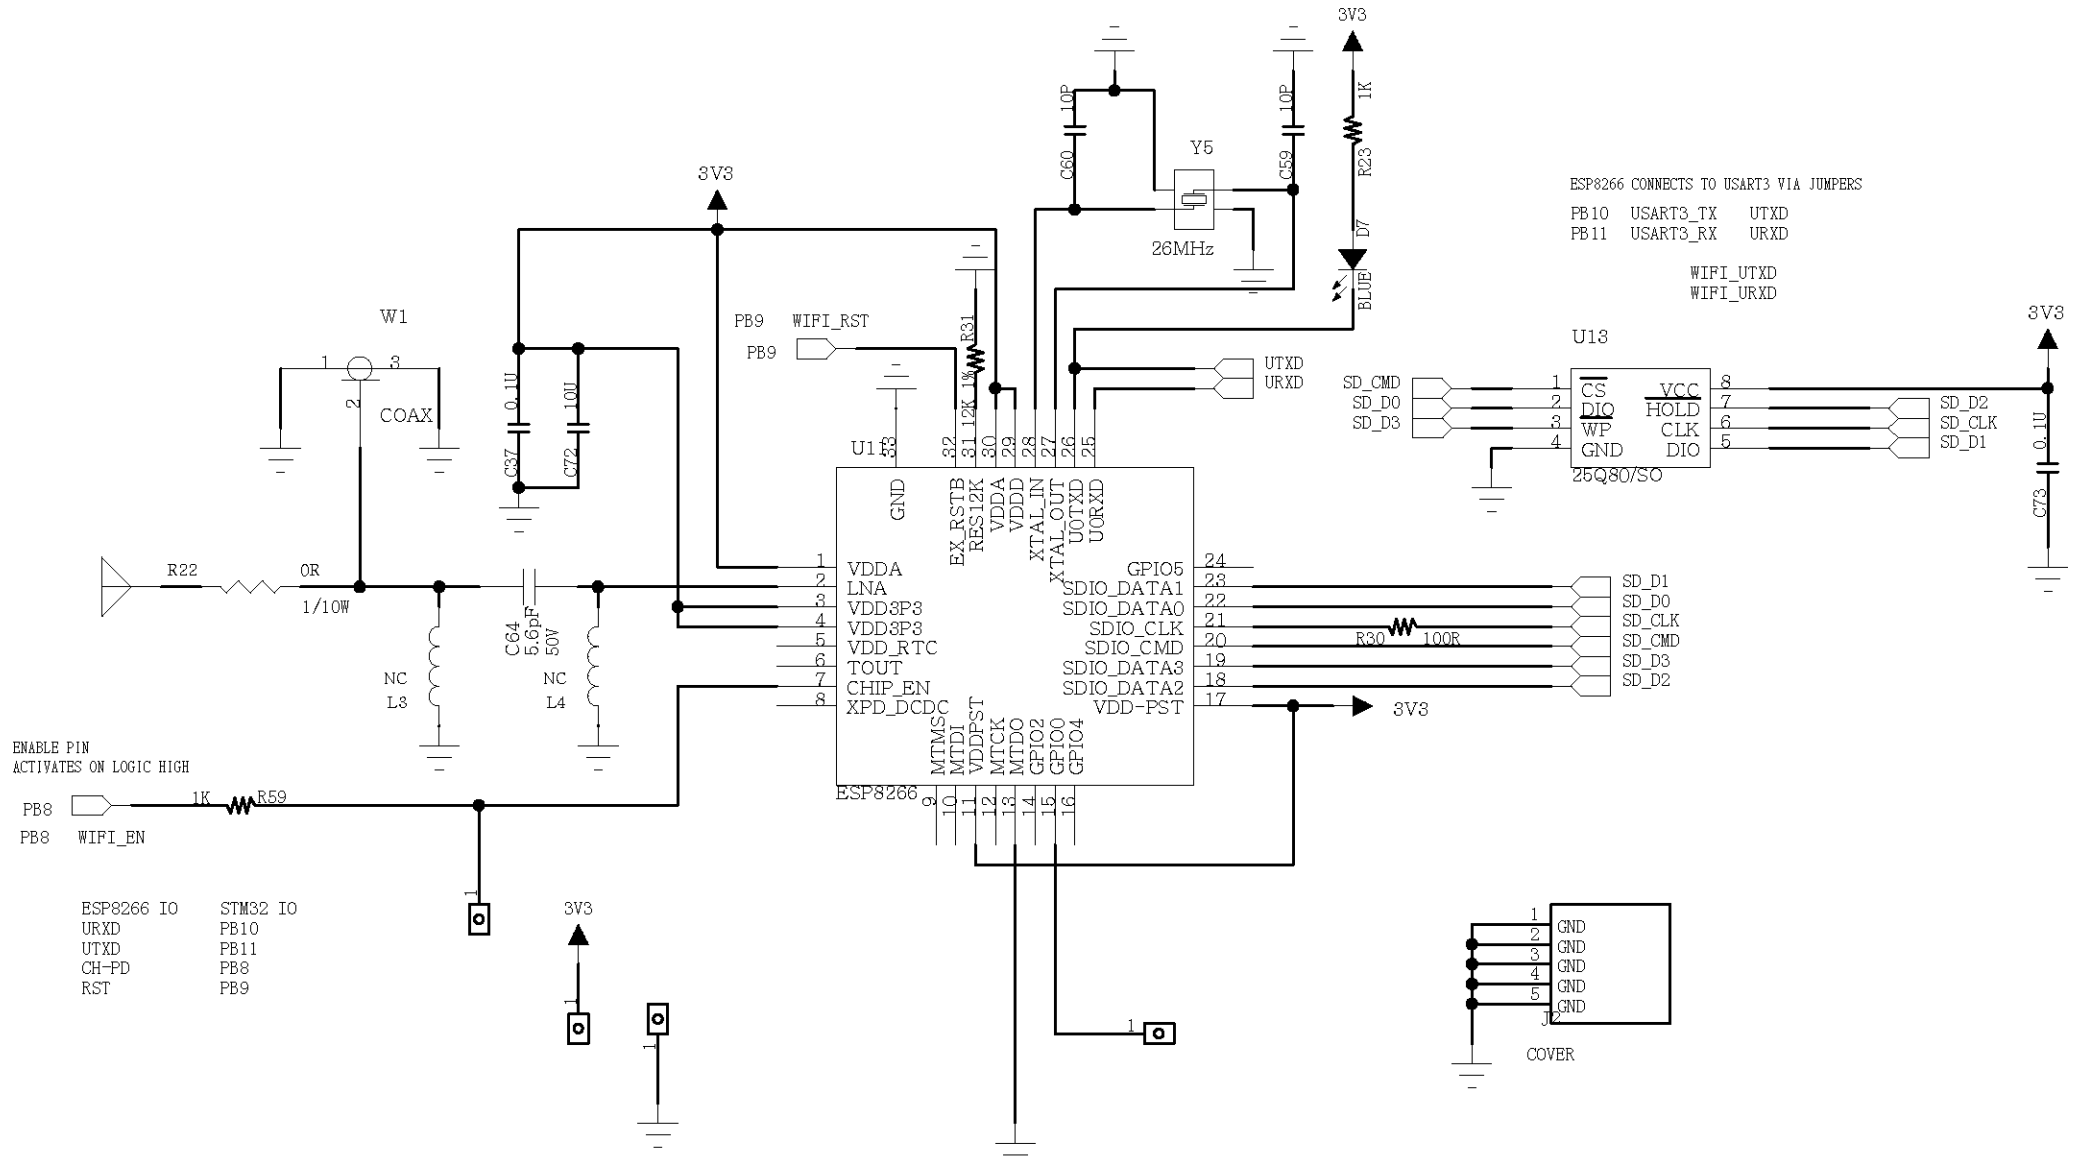 3V3
10P
C60
10P
C59
1K
R23
Y5
26MHz
D7
BLUE
3V3
ESP8266 CONNECTS TO USART3 VIA JUMPERS
PB10 USART3_TX UTXD
PB11 USART3_RX URXD
WIFI_UTXD
WIFI_URXD
W1
1
3
2
COAX
0.1U
C37
10U
C72
PB9 WIFI_RST
PB9
R31
12K 1%
UTXD
URXD
U13
3V3
SD_CMD 1 CS VCC 8
SD_D0 2 DIO HOLD 7 SD_D2
SD_D3 3 WP CLK 6 SD_CLK
4 GND DIO 5 SD_D1
25Q80/SO
0.1U
C73
U11
33 32 31 30 29 28 27 26 25
GND EX_RSTB RES12K VDDA VDDD XTAL_IN XTAL_OUT U0TXD U0RXD
R22 0R
1/10W
C64
5.6pF
50V
NC
L3
NC
L4
1 VDDA GPIO5 24
2 LNA SDIO_DATA1 23 SD_D1
3 VDD3P3 SDIO_DATA0 22 SD_D0
4 VDD3P3 SDIO_CLK 21 SD_CLK
R30 100R
5 VDD_RTC SDIO_CMD 20 SD_CMD
6 TOUT SDIO_DATA3 19 SD_D3
7 CHIP_EN SDIO_DATA2 18 SD_D2
8 XPD_DCDC VDD-PST 17 3V3
MTMS MTDI VDDPST MTCK MTDO GPIO2 GPIO0 GPIO4
ESP8266
9 10 11 12 13 14 15 16
ENABLE PIN
ACTIVATES ON LOGIC HIGH
PB8 1K R59
PB8 WIFI_EN
1
ESP8266 IO STM32 IO
URXD PB10
UTXD PB11
CH-PD PB8
RST PB9
3V3
1
1
1
1 GND
2 GND
3 GND
4 GND
5 GND
J2
COVER